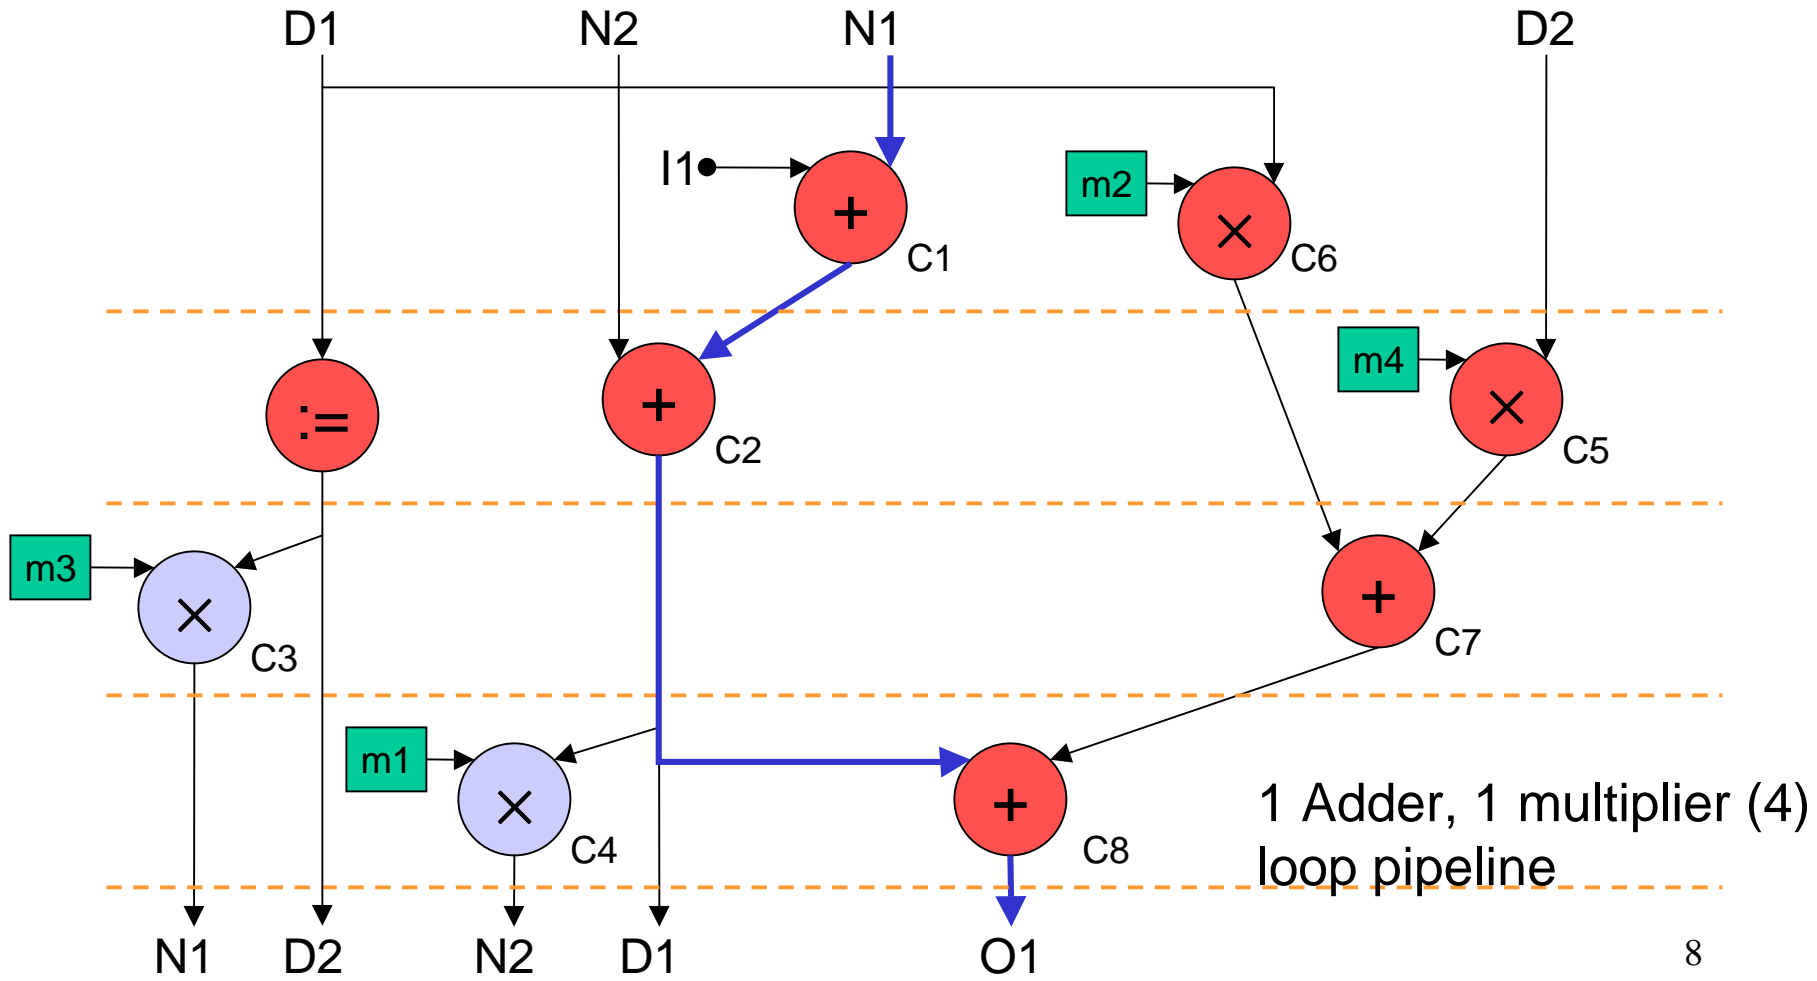 D1 N2 N1 D2
I1
m2
+
×
C1
C6
m4
:=
+
×
C2
C5
m3
×
+
C3
C7
m1
×
+
C4
C8
1 Adder, 1 multiplier (4)
loop pipeline
N1 D2 N2 D1 O1
8